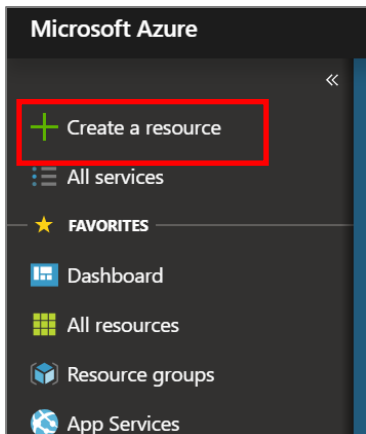 Microsoft Azure
«
Create a resource
All services
FAVORITES
Dashboard
All resources
Resource groups
App Services